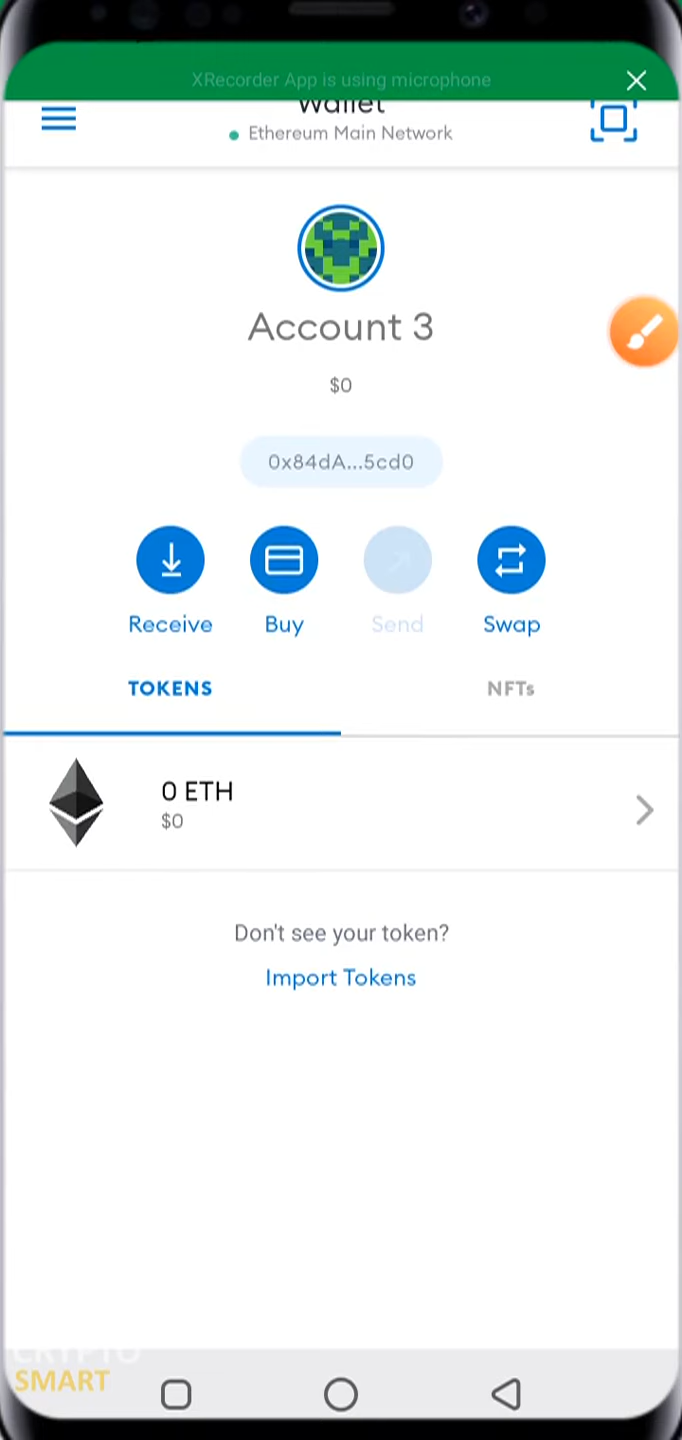 XRecorder App is using microphone
Wallet
Ethereum Main Network
Account 3
$0
0x84dA...5cd0
Receive Buy Send Swap
TOKENS NFTs
0 ETH
$0
Don't see your token?
Import Tokens
CRYPTO
SMART